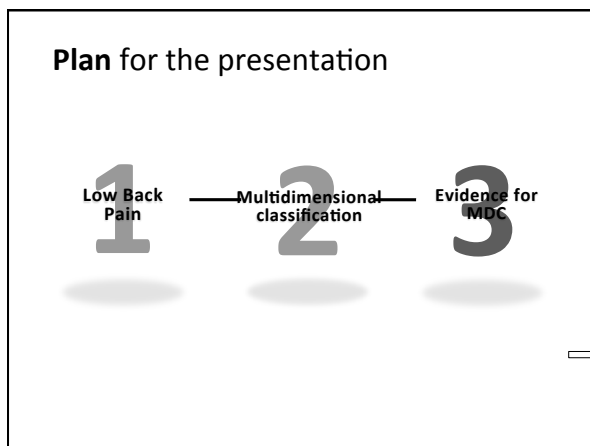 Plan for the presentation
1
Low Back
Pain
2
Multidimensional
classification
3
Evidence for
MDC